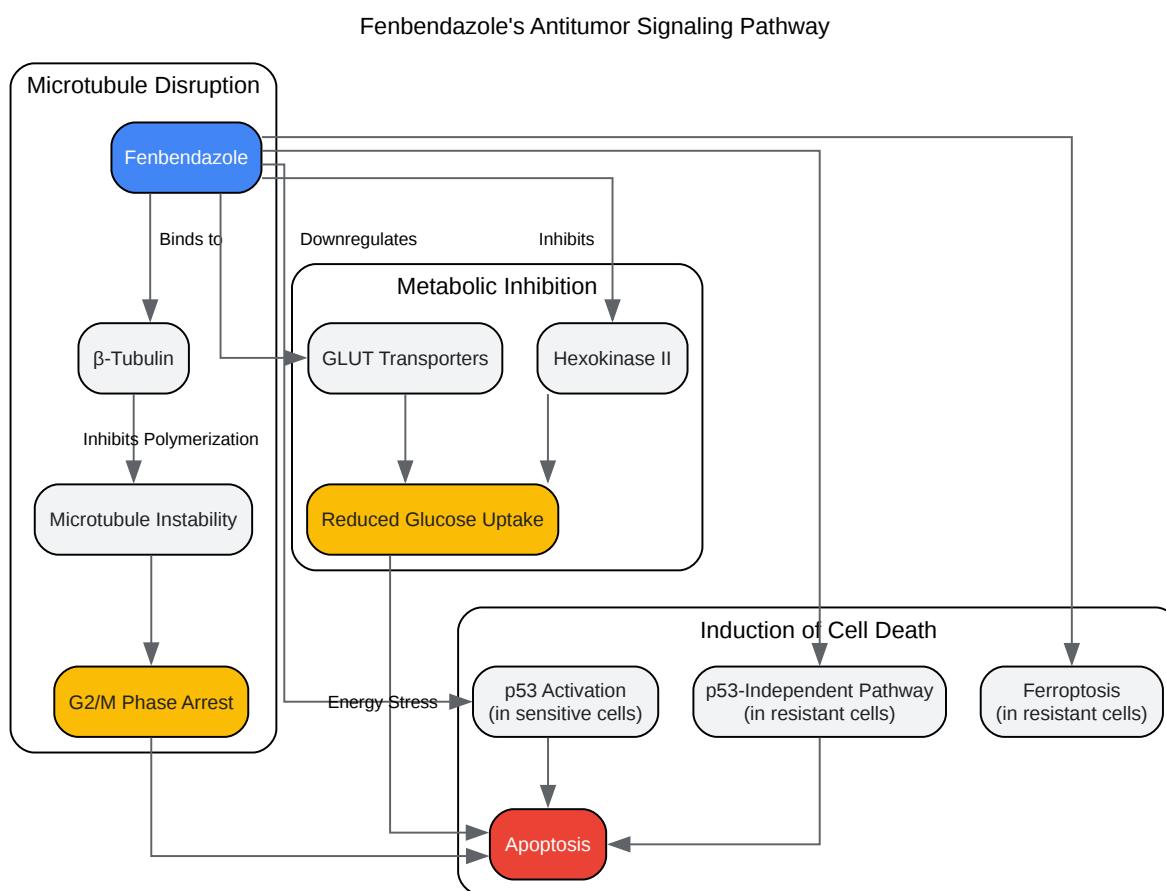 Fenbendazole's Antitumor Signaling Pathway
Microtubule Disruption
Fenbendazole
Binds to
Downregulates
Inhibits
Metabolic Inhibition
β-Tubulin
GLUT Transporters
Hexokinase II
Inhibits Polymerization
Microtubule Instability
Reduced Glucose Uptake
Induction of Cell Death
G2/M Phase Arrest
Energy Stress
p53 Activation
(in sensitive cells)
p53-Independent Pathway
(in resistant cells)
Ferroptosis
(in resistant cells)
Apoptosis